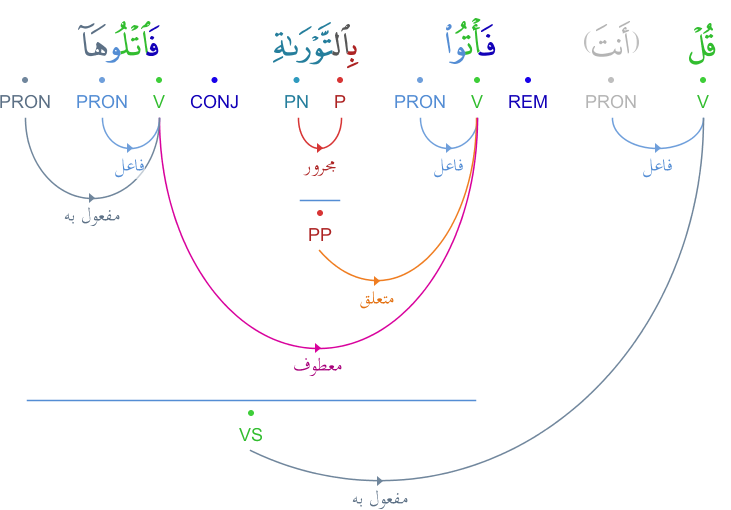 قُلْ (أَنتَ) فَأْتُوا۟ بِٱلتَّوْرَىٰةِ فَٱتْلُوهَآ
V PRON REM V PRON P PN CONJ V PRON PRON
فاعل فاعل مجرور فاعل
مفعول به
PP
متعلق
معطوف
VS
مفعول به